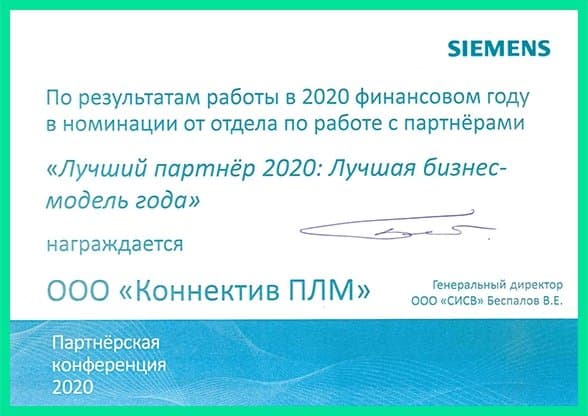 SIEMENS
По результатам работы в 2020 финансовом году
в номинации от отдела по работе с партнёрами
«Лучший партнёр 2020: Лучшая бизнес-
модель года»
награждается
ООО «Коннектив ПЛМ»
Генеральный директор
ООО «СИСВ» Беспалов В.Е.
Партнёрская
конференция
2020